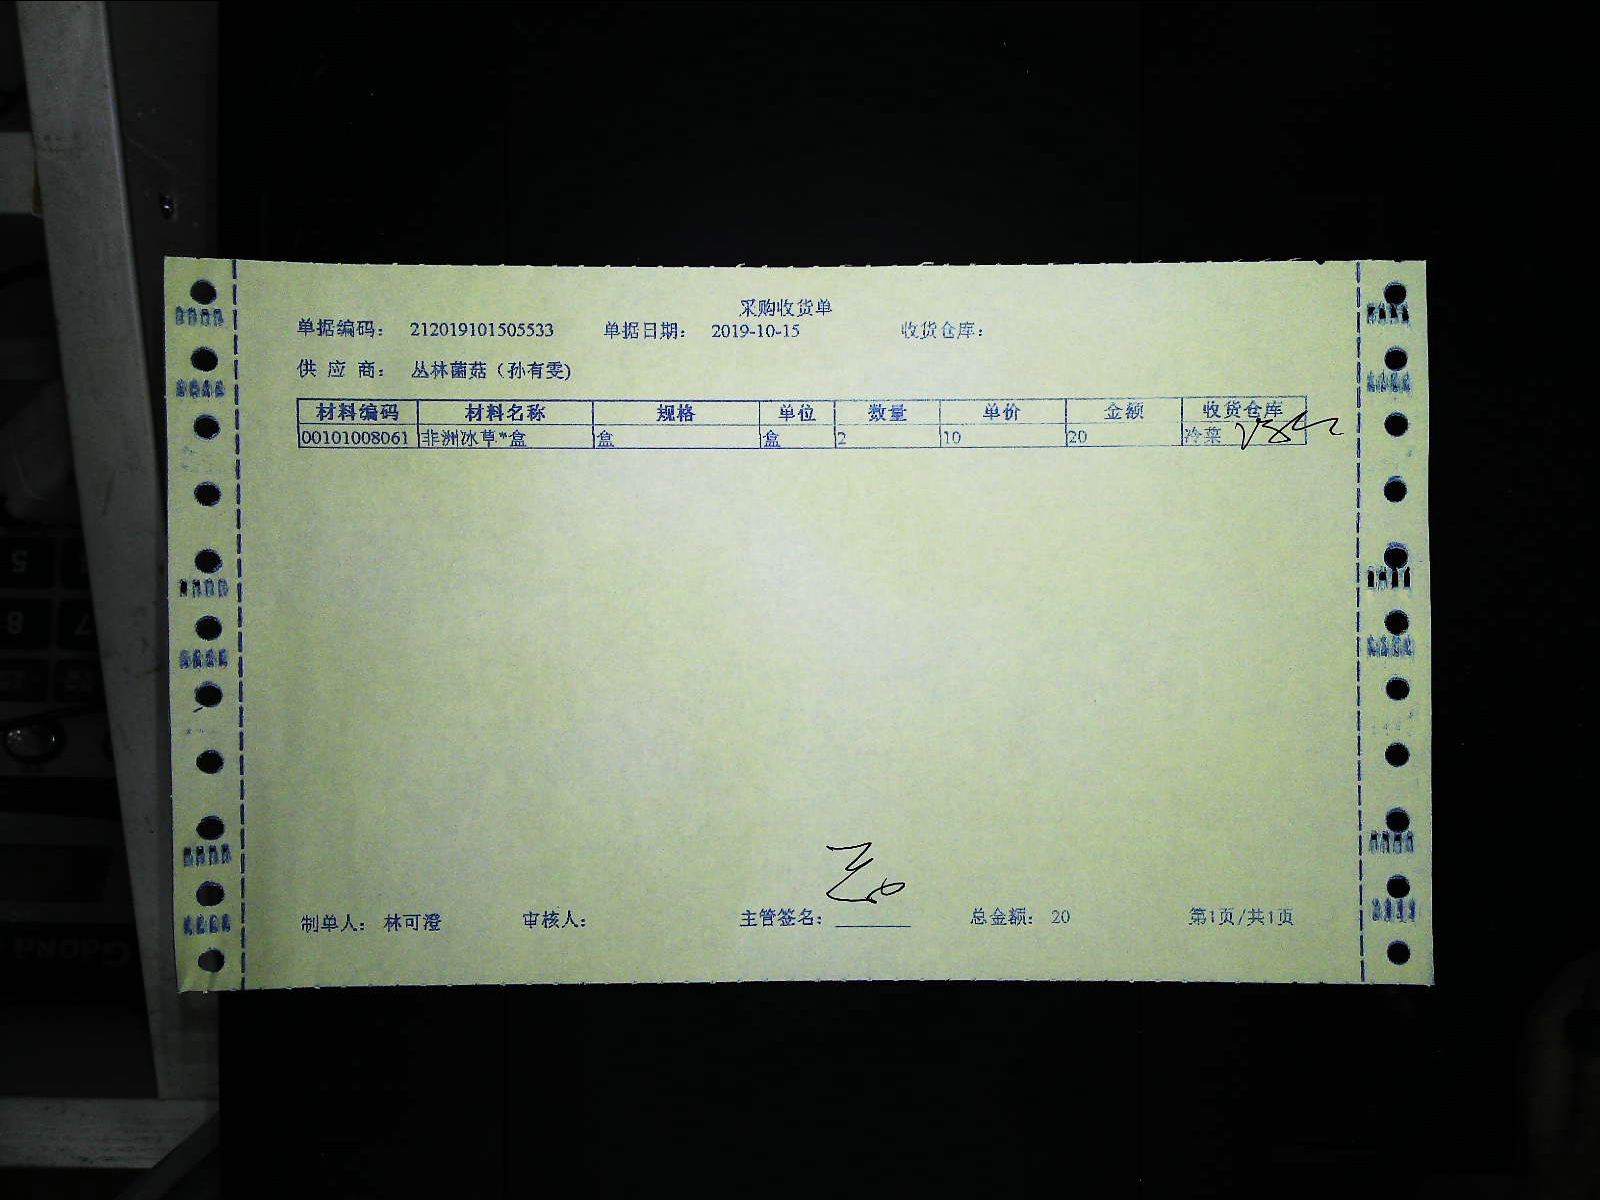 采购收货单
单据编码： 212019101505533 单据日期： 2019-10-15 收货仓库：
供 应 商： 丛林菌菇（孙有雯)
材料编码 材料名称 规格 单位 数量 单价 金额 收货仓库
00101008061 非洲冰草*盒 盒 盒 2 10 20 冷菜
制单人： 林可澄 审核人： 主管签名： 总金额： 20 第1页/共1页